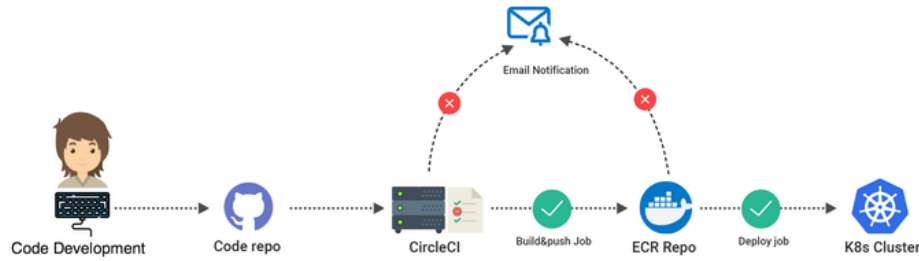 Email Notification
Code Development
Code repo
CircleCI
Build&push Job
ECR Repo
Deploy job
K8s Cluster